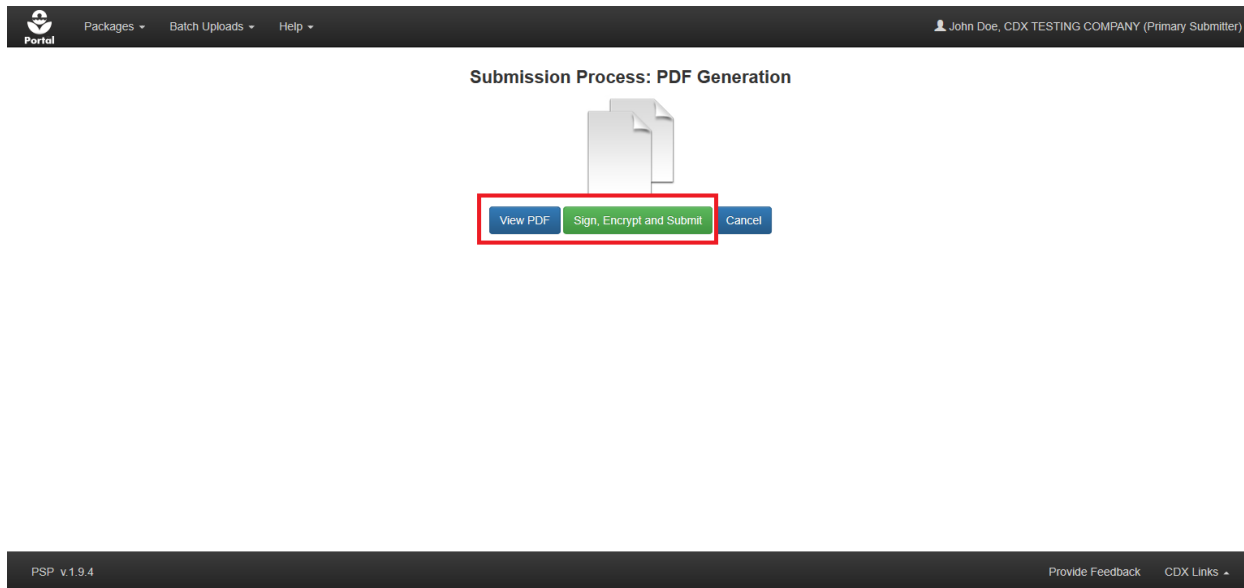 Packages Batch Uploads Help John Doe, CDX TESTING COMPANY (Primary Submitter)
Portal
Submission Process: PDF Generation
View PDF Sign, Encrypt and Submit Cancel
PSP v.1.9.4 Provide Feedback CDX Links